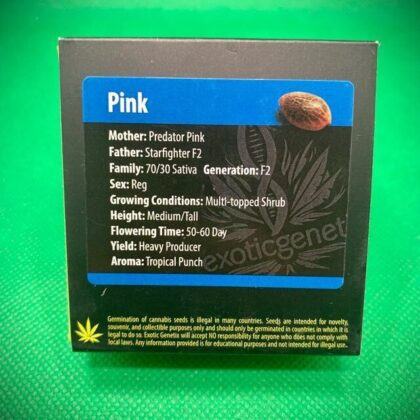 Pink
Mother: Predator Pink
Father: Starfighter F2
Family: 70/30 Sativa Generation: F2
Sex: Reg
Growing Conditions: Multi-topped Shrub
Height: Medium/Tall
Flowering Time: 50-60 Day
Yield: Heavy Producer
Aroma: Tropical Punch
exoticgenet
Germination of cannabis seeds is illegal in many countries. Seeds are intended for novelty,
souvenir, and collectible purposes only and should only be germinated in countries in which it is
legal to do so. Exotic Genetix will accept NO responsibility for anyone who does not comply with
local laws. Any information provided is for educational purposes and not intended for illegal use..